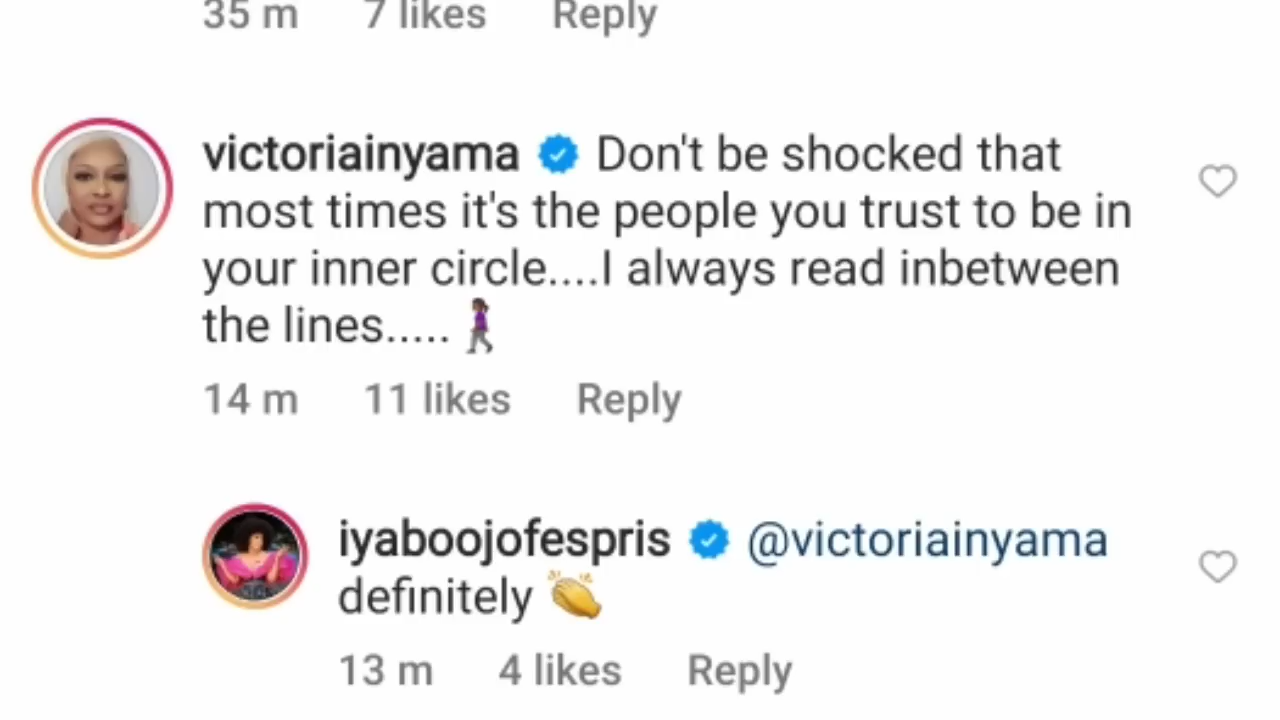 35 m 7 likes Reply
victoriainyama Don't be shocked that
most times it's the people you trust to be in
your inner circle....I always read inbetween
the lines..... 🚶🏾‍♀️
14 m 11 likes Reply
iyaboojofespris @victoriainyama
definitely 👏
13 m 4 likes Reply